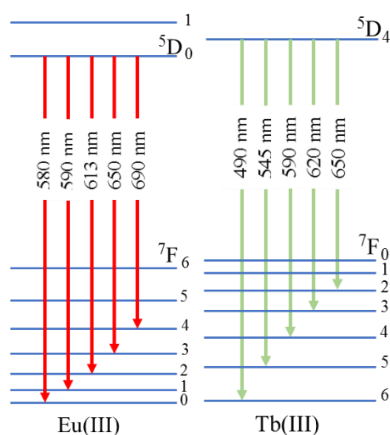 1
⁵D₀
580 nm
590 nm
613 nm
650 nm
690 nm
⁷F₆
5
4
3
2
1
0
Eu(III)
⁵D₄
490 nm
545 nm
590 nm
620 nm
650 nm
⁷F₀
1
2
3
4
5
6
Tb(III)